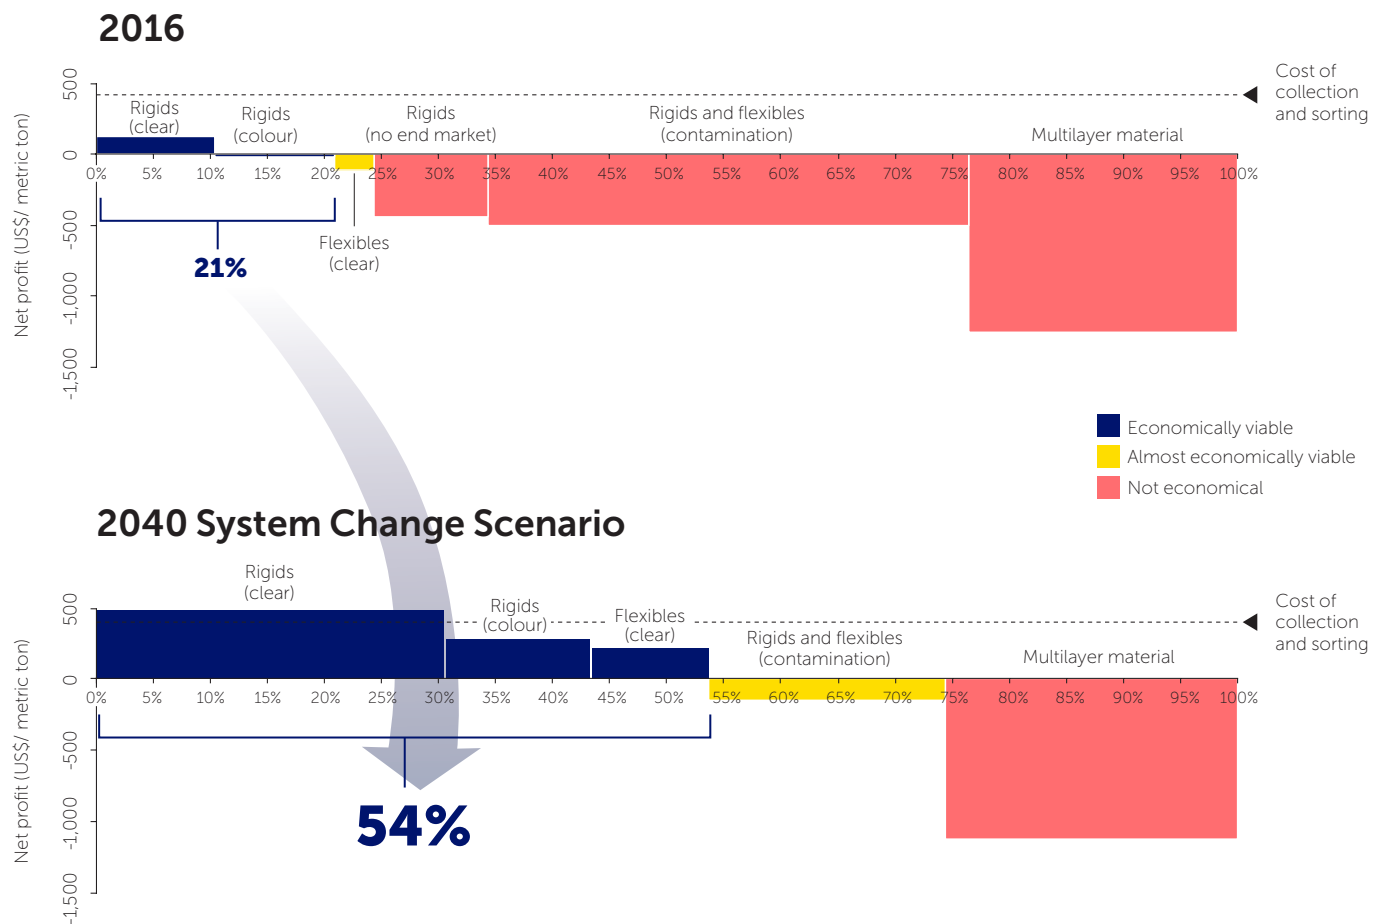 2016
Net profit (US$/ metric ton)
500
0
-500
-1,000
-1,500
Rigids
(clear)
Rigids
(colour)
Rigids
(no end market)
Rigids and flexibles
(contamination)
Multilayer material
Cost of
collection
and sorting
0% 5% 10% 15% 20% 25% 30% 35% 40% 45% 50% 55% 60% 65% 70% 75% 80% 85% 90% 95% 100%
Flexibles
(clear)
21%
Economically viable
Almost economically viable
Not economical
2040 System Change Scenario
Net profit (US$/ metric ton)
500
0
-500
-1,000
-1,500
Rigids
(clear)
Rigids
(colour)
Flexibles
(clear)
Rigids and flexibles
(contamination)
Multilayer material
Cost of
collection
and sorting
0% 5% 10% 15% 20% 25% 30% 35% 40% 45% 50% 55% 60% 65% 70% 75% 80% 85% 90% 95% 100%
54%